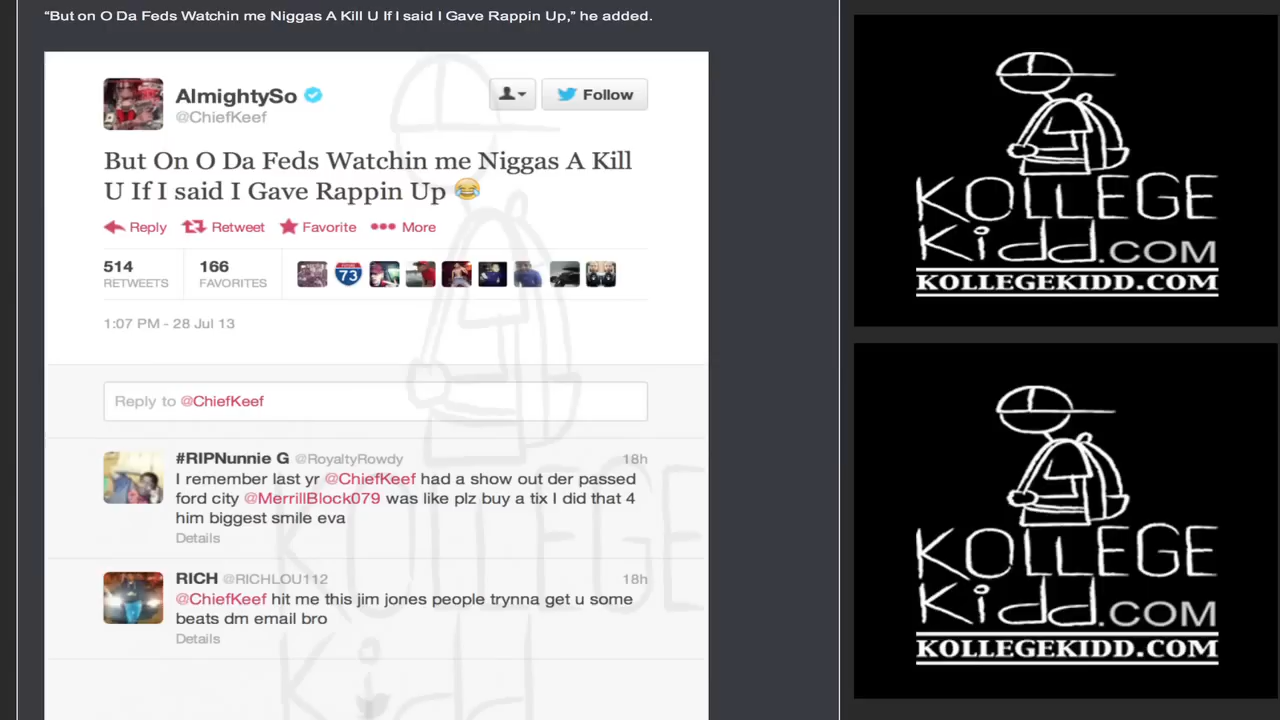 “But on O Da Feds Watchin me Niggas A Kill U If I said I Gave Rappin Up,” he added.
AlmightySo
@ChiefKeef
Follow
But On O Da Feds Watchin me Niggas A Kill
U If I said I Gave Rappin Up 😂
Reply Retweet Favorite More
514 RETWEETS
166 FAVORITES
73
1:07 PM - 28 Jul 13
Reply to @ChiefKeef
#RIPNunnie G @RoyaltyRowdy 18h
I remember last yr @ChiefKeef had a show out der passed
ford city @MerrillBlock079 was like plz buy a tix I did that 4
him biggest smile eva
Details
RICH @RICHLOU112 18h
@ChiefKeef hit me this jim jones people trynna get u some
beats dm email bro
Details
KOLLEGE
Kidd
KOLLEGE
Kidd.COM
KOLLEGEKIDD.COM
KOLLEGE
Kidd.COM
KOLLEGEKIDD.COM